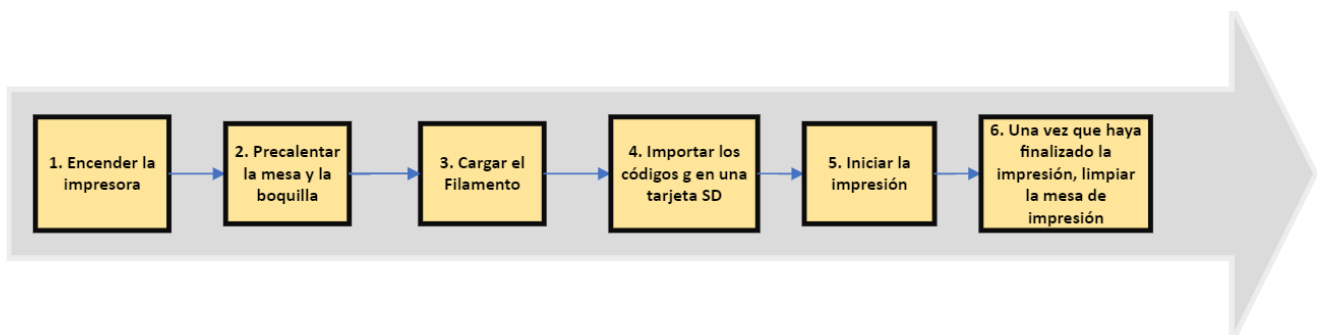 1. Encender la
impresora
2. Precalentar
la mesa y la
boquilla
3. Cargar el
Filamento
4. Importar los
códigos g en una
tarjeta SD
5. Iniciar la
impresión
6. Una vez que haya
finalizado la
impresión, limpiar
la mesa de
impresión